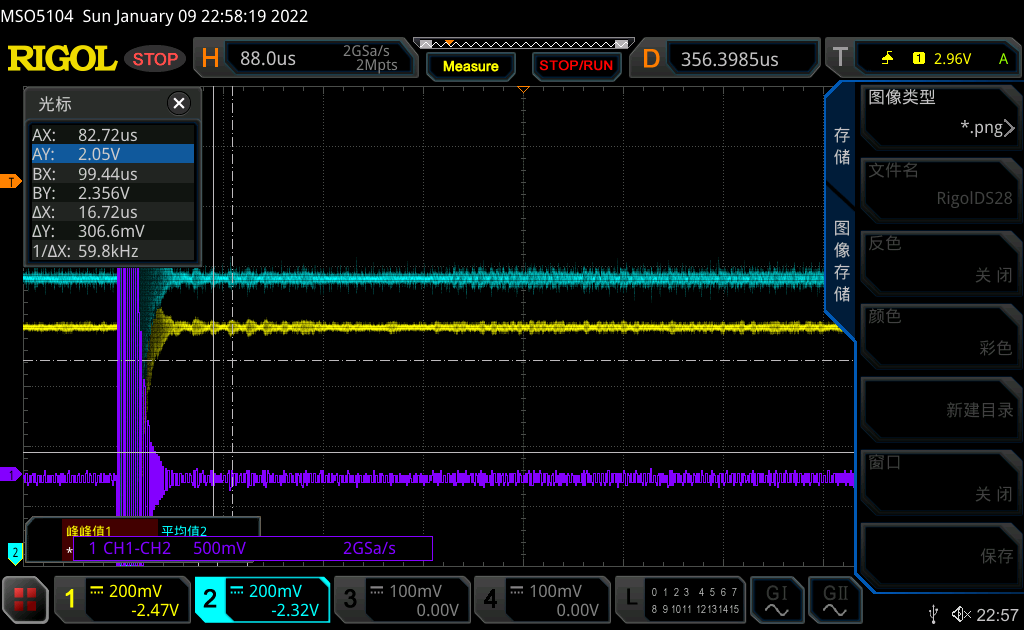 MSO5104 Sun January 09 22:58:19 2022
RIGOL STOP H 88.0us 2GSa/s 2Mpts Measure STOP/RUN D 356.3985us T 1 2.96V A
光标
AX: 82.72us
AY: 2.05V
BX: 99.44us
BY: 2.356V
ΔX: 16.72us
ΔY: 306.6mV
1/ΔX: 59.8kHz
T
1
2
存储
图像存储
图像类型
*.png
文件名
RigolDS28
反色
关闭
颜色
彩色
新建目录
窗口
关闭
保存
峰峰值1 平均值2
* 1 CH1-CH2 500mV 2GSa/s
1 200mV -2.47V
2 200mV -2.32V
3 100mV 0.00V
4 100mV 0.00V
L 0 1 2 3 4 5 6 7
8 9 10 11 12 13 14 15
GI GII
22:57